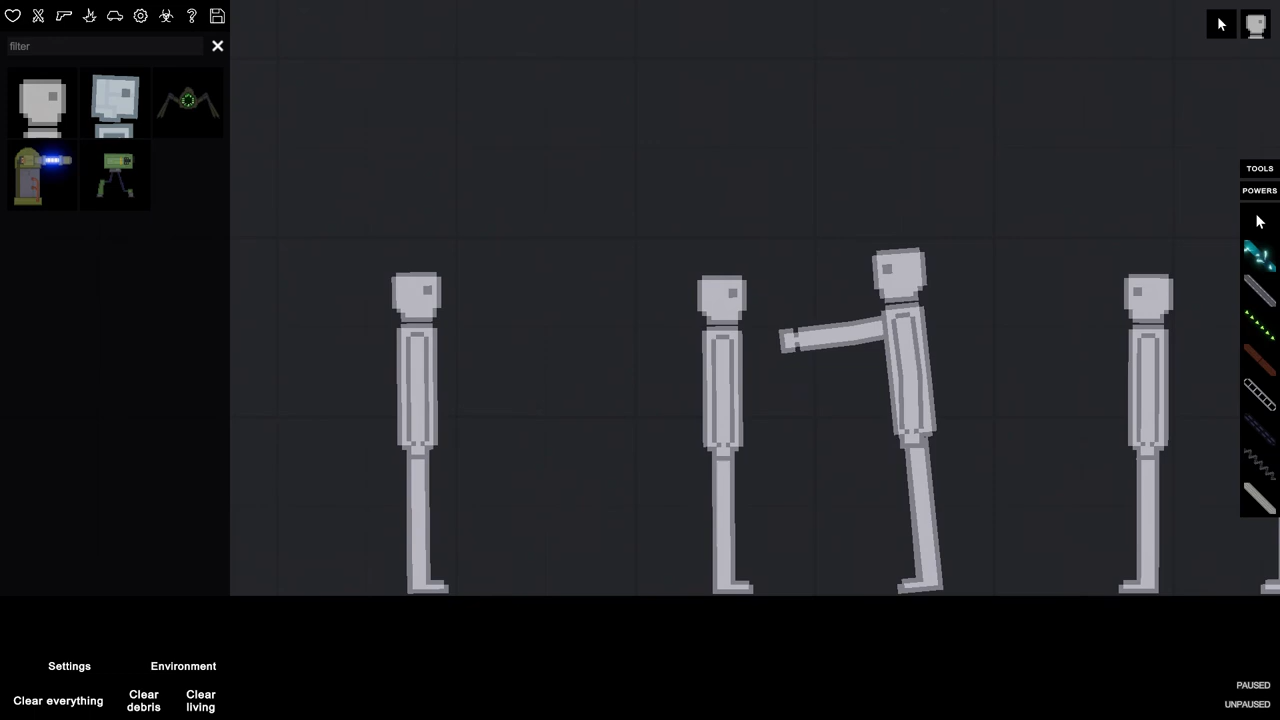 filter
TOOLS
POWERS
Settings
Environment
Clear everything
Clear debris
Clear living
PAUSED
UNPAUSED